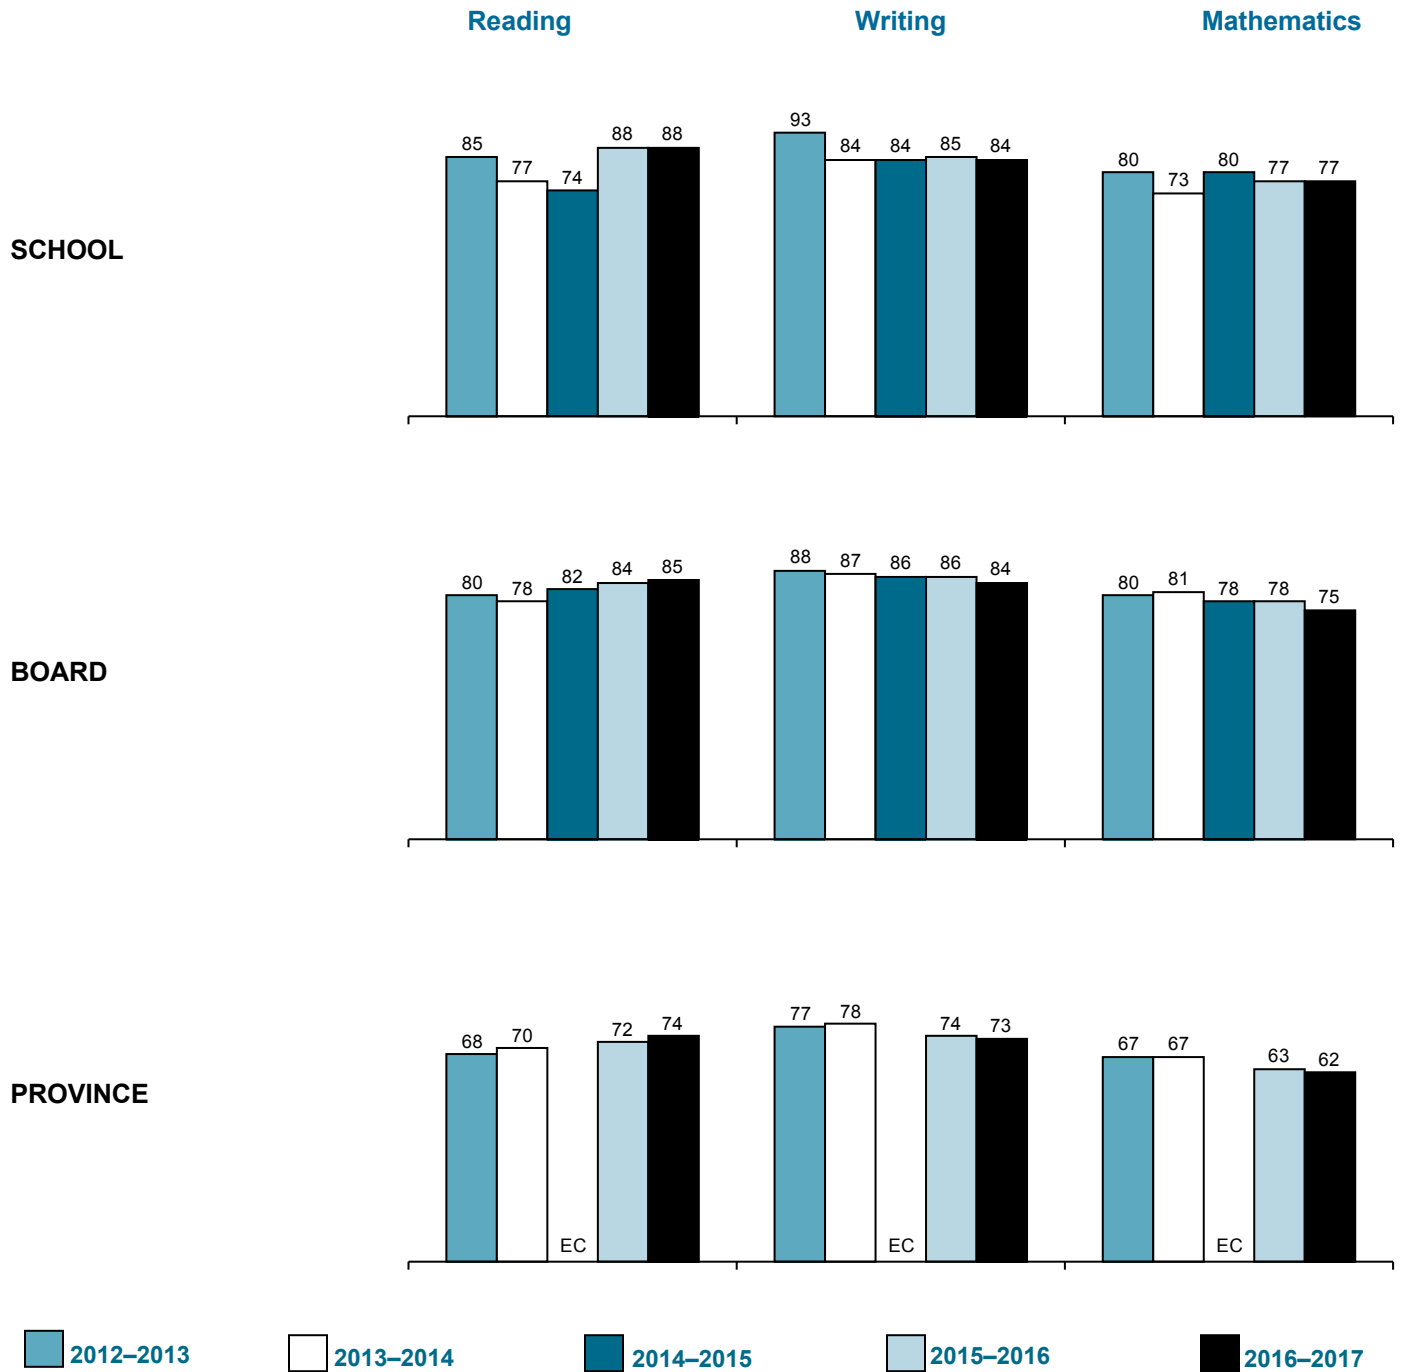 Reading Writing Mathematics
SCHOOL
85 77 74 88 88 93 84 84 85 84 80 73 80 77 77
BOARD
80 78 82 84 85 88 87 86 86 84 80 81 78 78 75
PROVINCE
68 70 EC 72 74 77 78 EC 74 73 67 67 EC 63 62
2012–2013 2013–2014 2014–2015 2015–2016 2016–2017